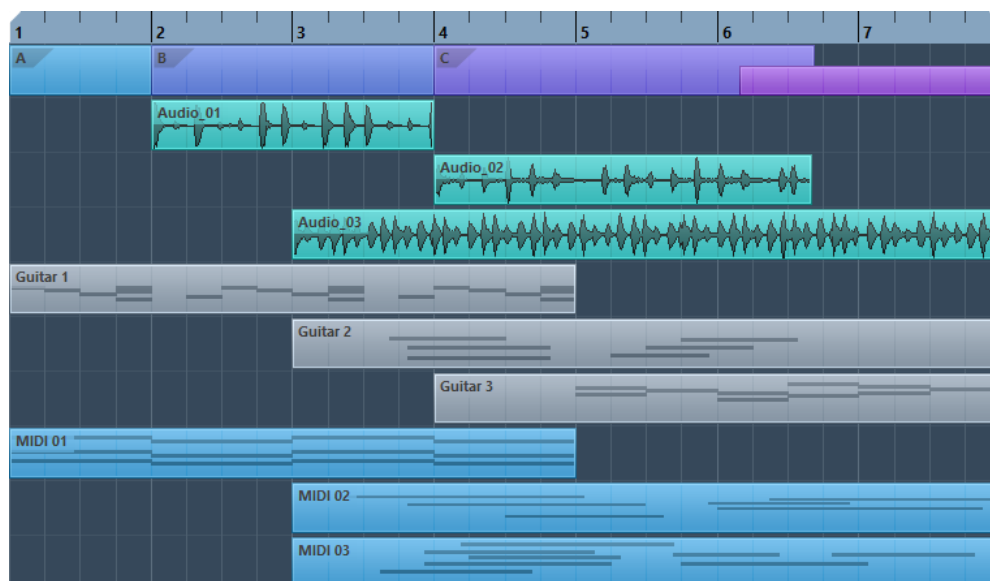 1 2 3 4 5 6 7
A B C
Audio_01
Audio_02
Audio_03
Guitar 1
Guitar 2
Guitar 3
MIDI 01
MIDI 02
MIDI 03